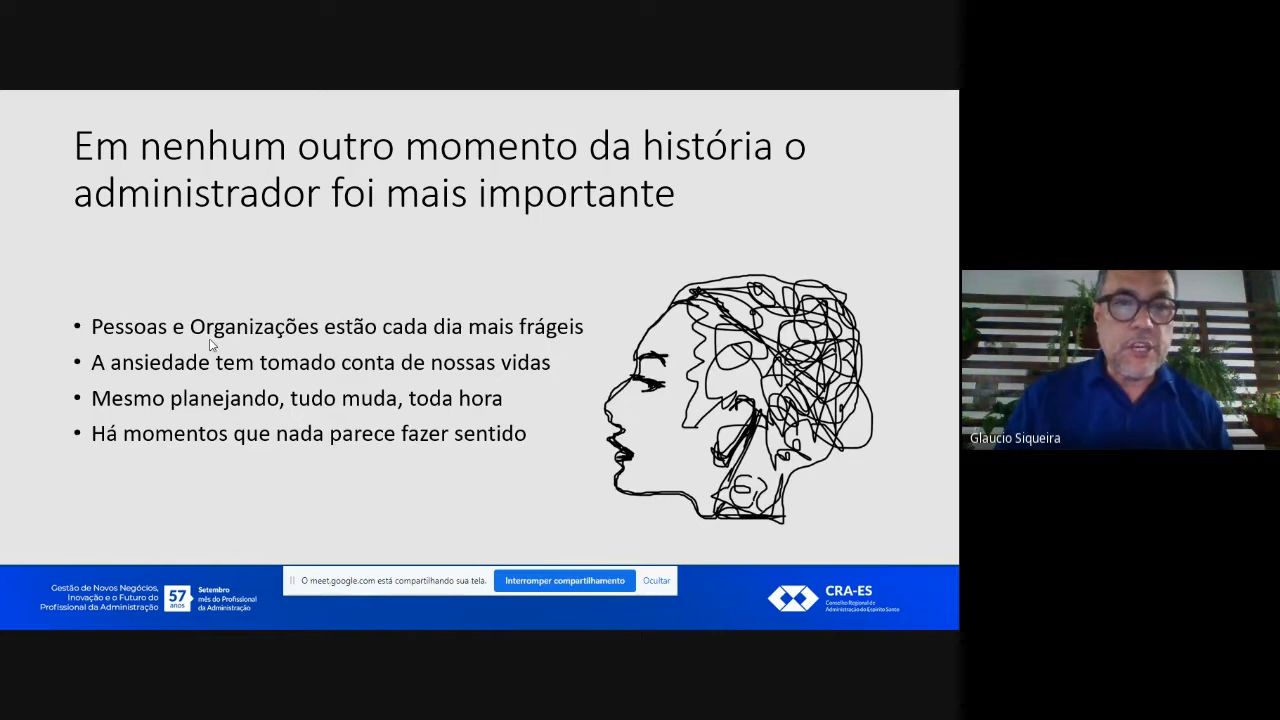 Em nenhum outro momento da história o
administrador foi mais importante
• Pessoas e Organizações estão cada dia mais frágeis
• A ansiedade tem tomado conta de nossas vidas
• Mesmo planejando, tudo muda, toda hora
• Há momentos que nada parece fazer sentido
Glaucio Siqueira
Gestão de Novos Negócios,
Inovação e o Futuro do
Profissional da Administração
57
anos
Setembro
mês do Profissional
da Administração
O meet.google.com está compartilhando sua tela.
Interromper compartilhamento
Ocultar
CRA-ES
Conselho Regional de
Administração do Espírito Santo